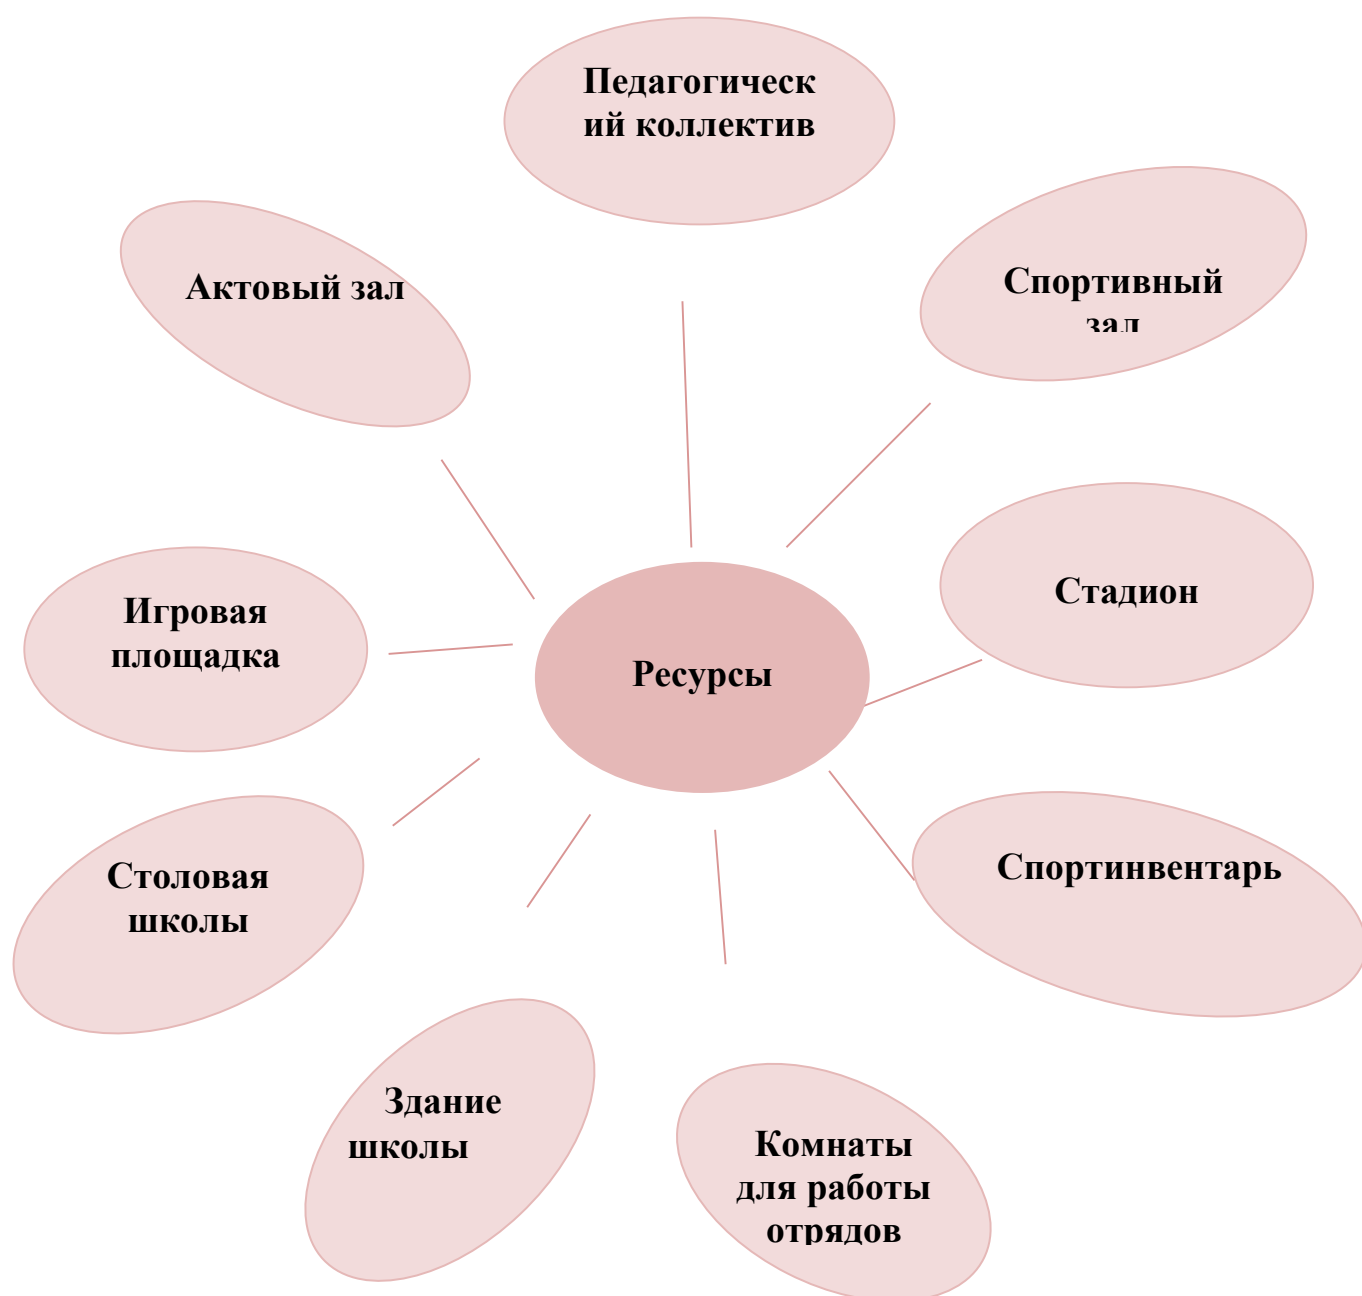 Педагогическ
ий коллектив
Актовый зал
Спортивный
зал
Игровая
площадка
Ресурсы
Стадион
Столовая
школы
Спортинвентарь
Здание
школы
Комнаты
для работы
отрядов